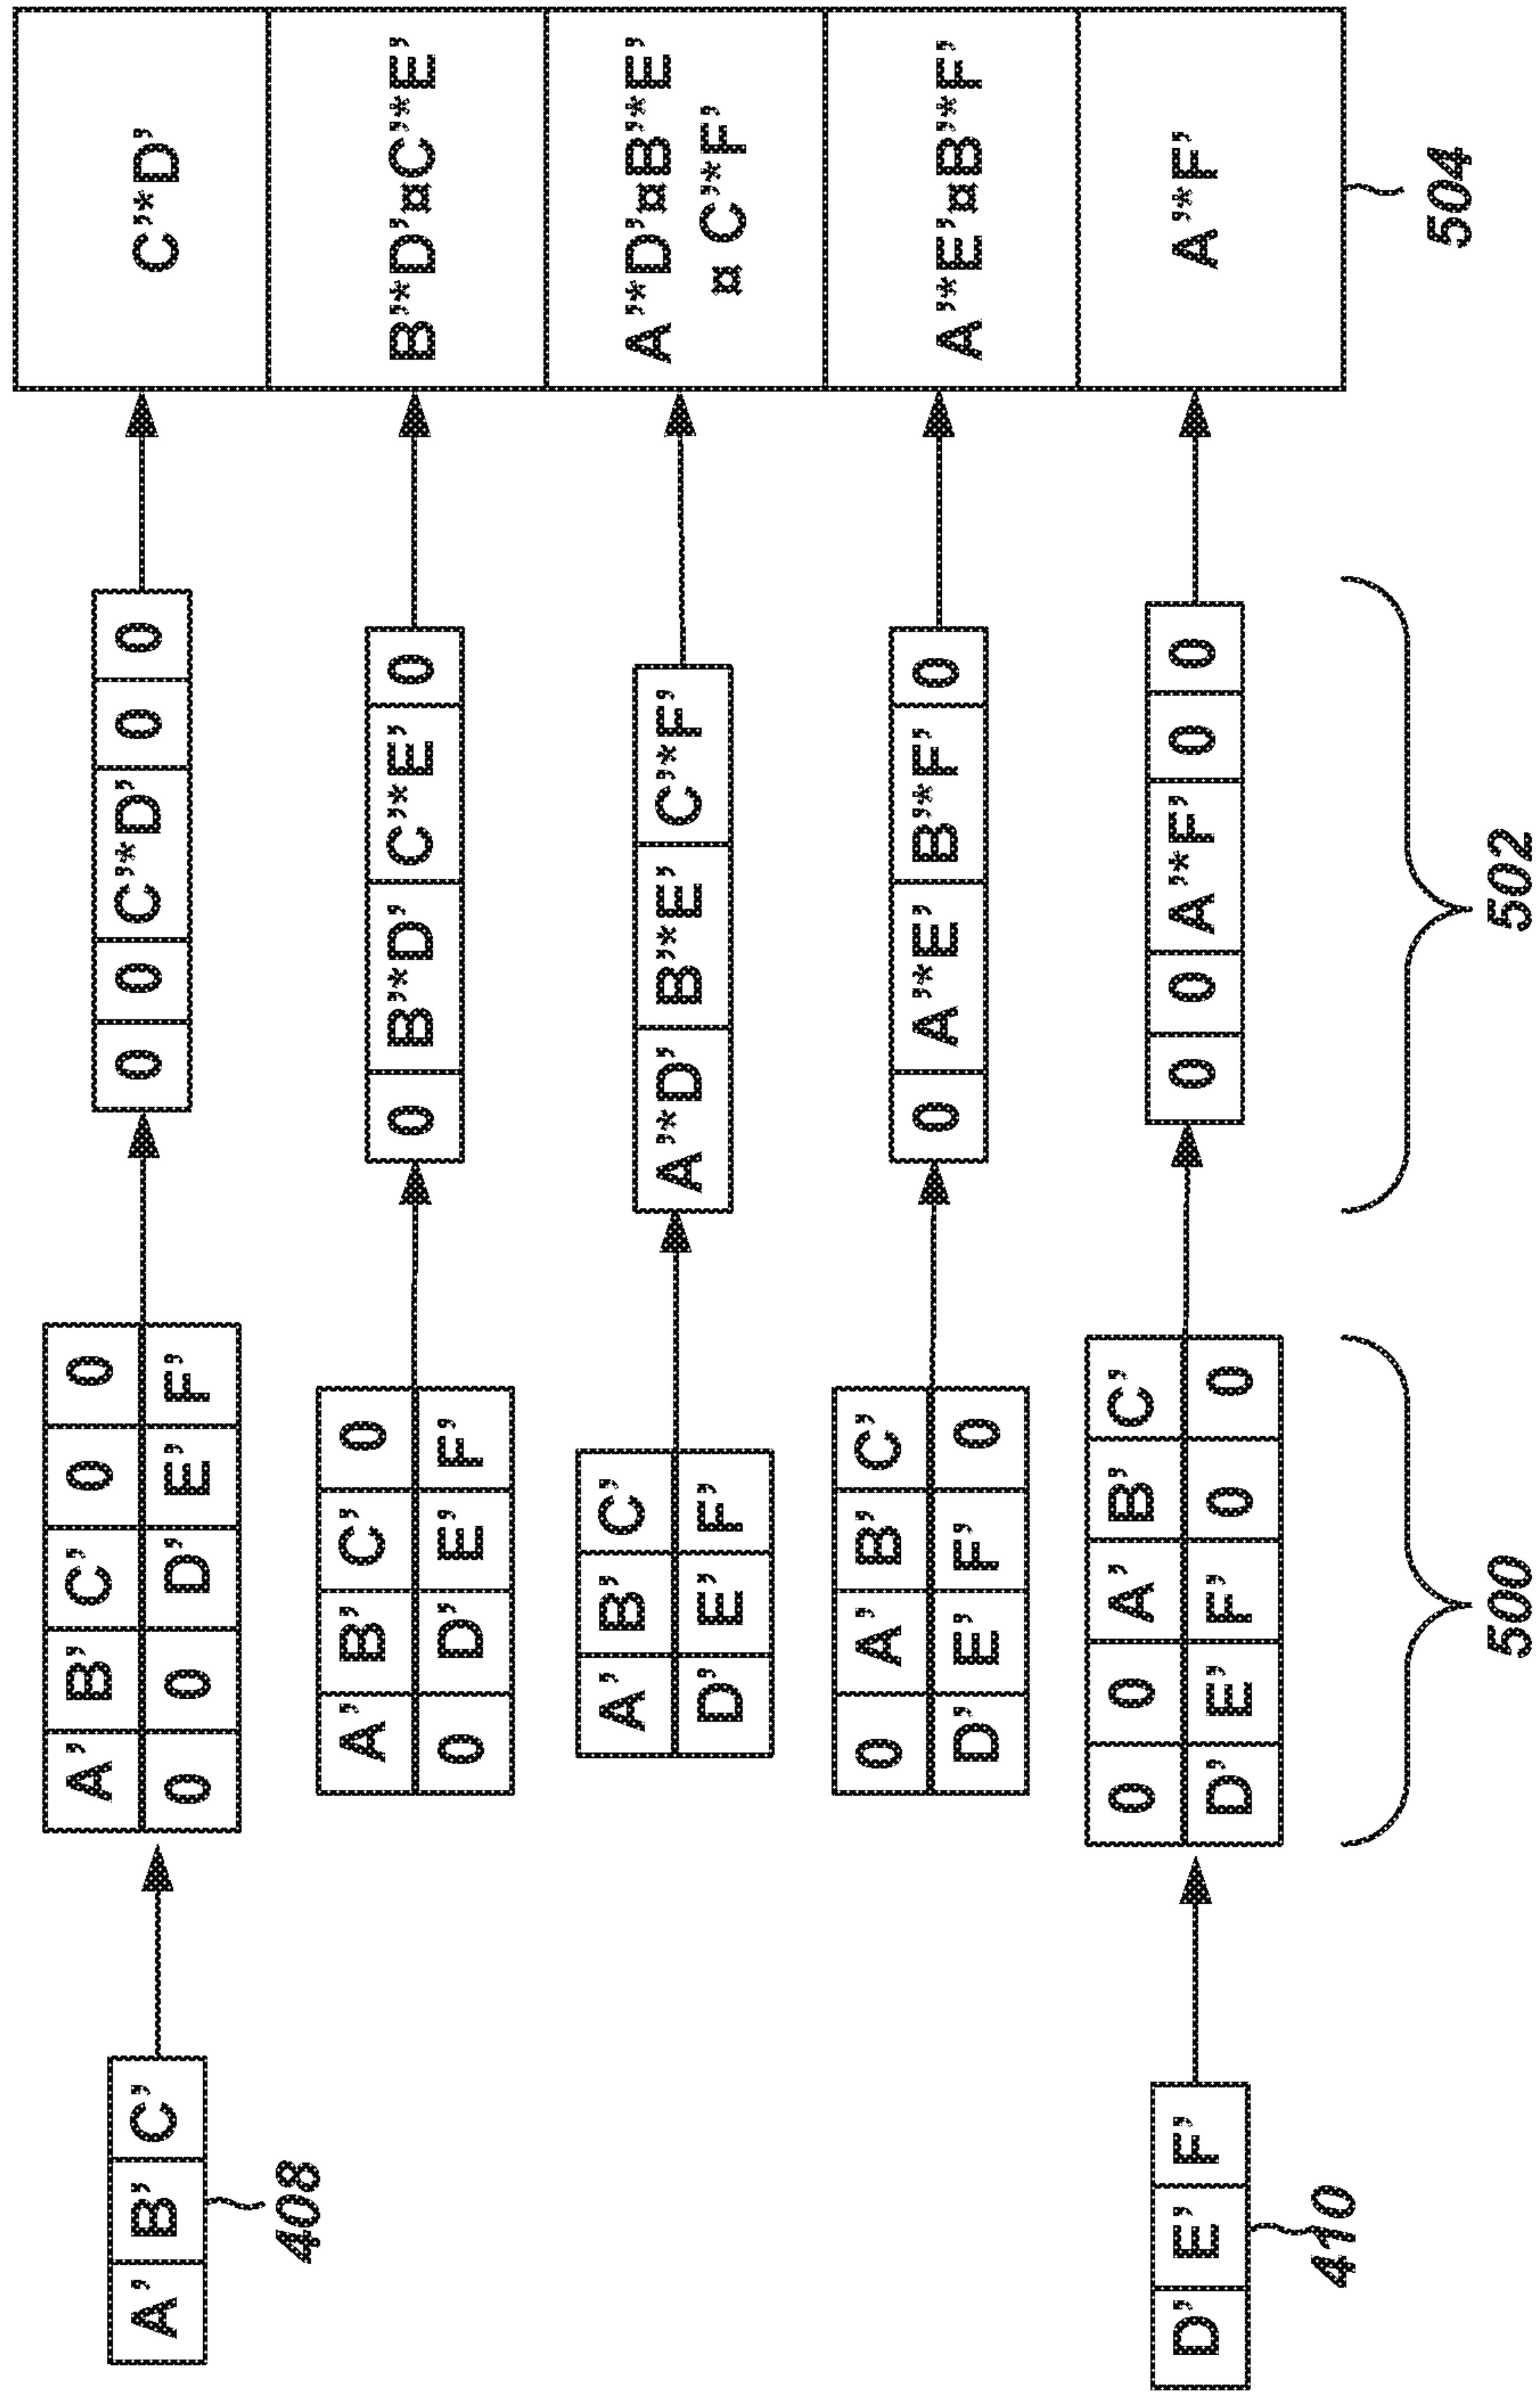 A' B' C'
408
A' B' C' 0 0
0 0 D' E' F'
0 0 C'*D' 0 0
C'*D'
A' B' C' 0
0 D' E' F'
0 B'*D' C'*E' 0
B'*D'¤C'*E'
A' B' C'
D' E' F'
A'*D' B'*E' C'*F'
A'*D'¤B'*E'
¤ C'*F'
0 A' B' C'
D' E' F' 0
0 A'*E' B'*F' 0
A'*E'¤B'*F'
D' E' F'
410
0 0 A' B' C'
D' E' F' 0 0
0 0 A'*F' 0 0
A'*F'
500
502
504